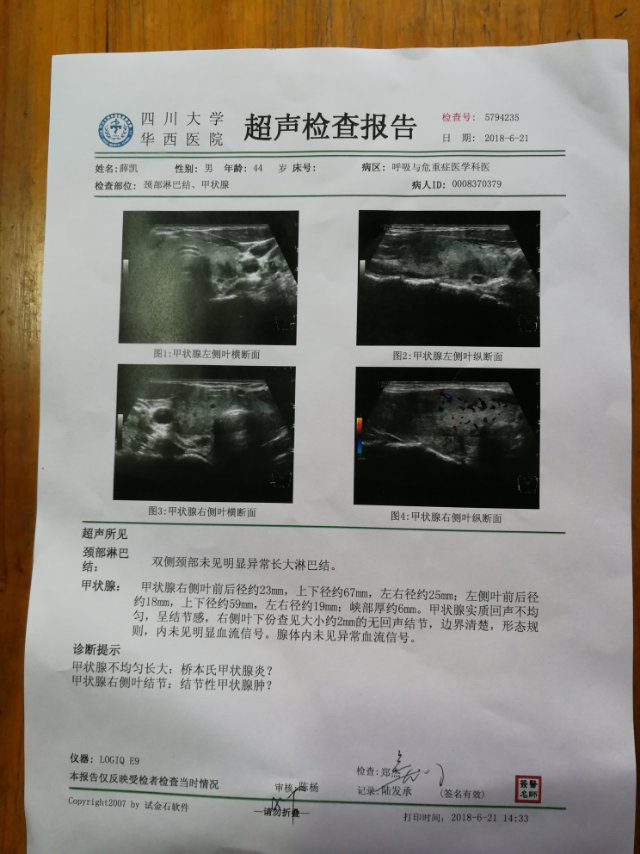 四川大学
华西医院
超声检查报告
检查号: 5794235
日 期: 2018-6-21
姓名:薛凯 性别: 男 年龄: 44 岁 床号: 病区: 呼吸与危重症医学科医
检查部位: 颈部淋巴结、甲状腺 病人ID: 0008370379
图1:甲状腺左侧叶横断面
图2:甲状腺左侧叶纵断面
图3:甲状腺右侧叶横断面
图4:甲状腺右侧叶纵断面
超声所见
颈部淋巴结: 双侧颈部未见明显异常长大淋巴结。
甲状腺: 甲状腺右侧叶前后径约23mm,上下径约67mm,左右径约25mm;左侧叶前后径
约18mm,上下径约59mm,左右径约19mm;峡部厚约6mm。甲状腺实质回声不均
匀,呈结节感,右侧叶下份查见大小约2mm的无回声结节,边界清楚,形态规
则,内未见明显血流信号。腺体内未见异常血流信号。
诊断提示
甲状腺不均匀长大:桥本氏甲状腺炎?
甲状腺右侧叶结节:结节性甲状腺肿?
仪器: LOGIQ E9
本报告仅反映受检者检查当时情况
审核:陈杨
检查:郑杰
记录:陆发承 (签名有效)
Copyright2007 by 试金石软件
请勿折叠
打印时间: 2018-6-21 14:33